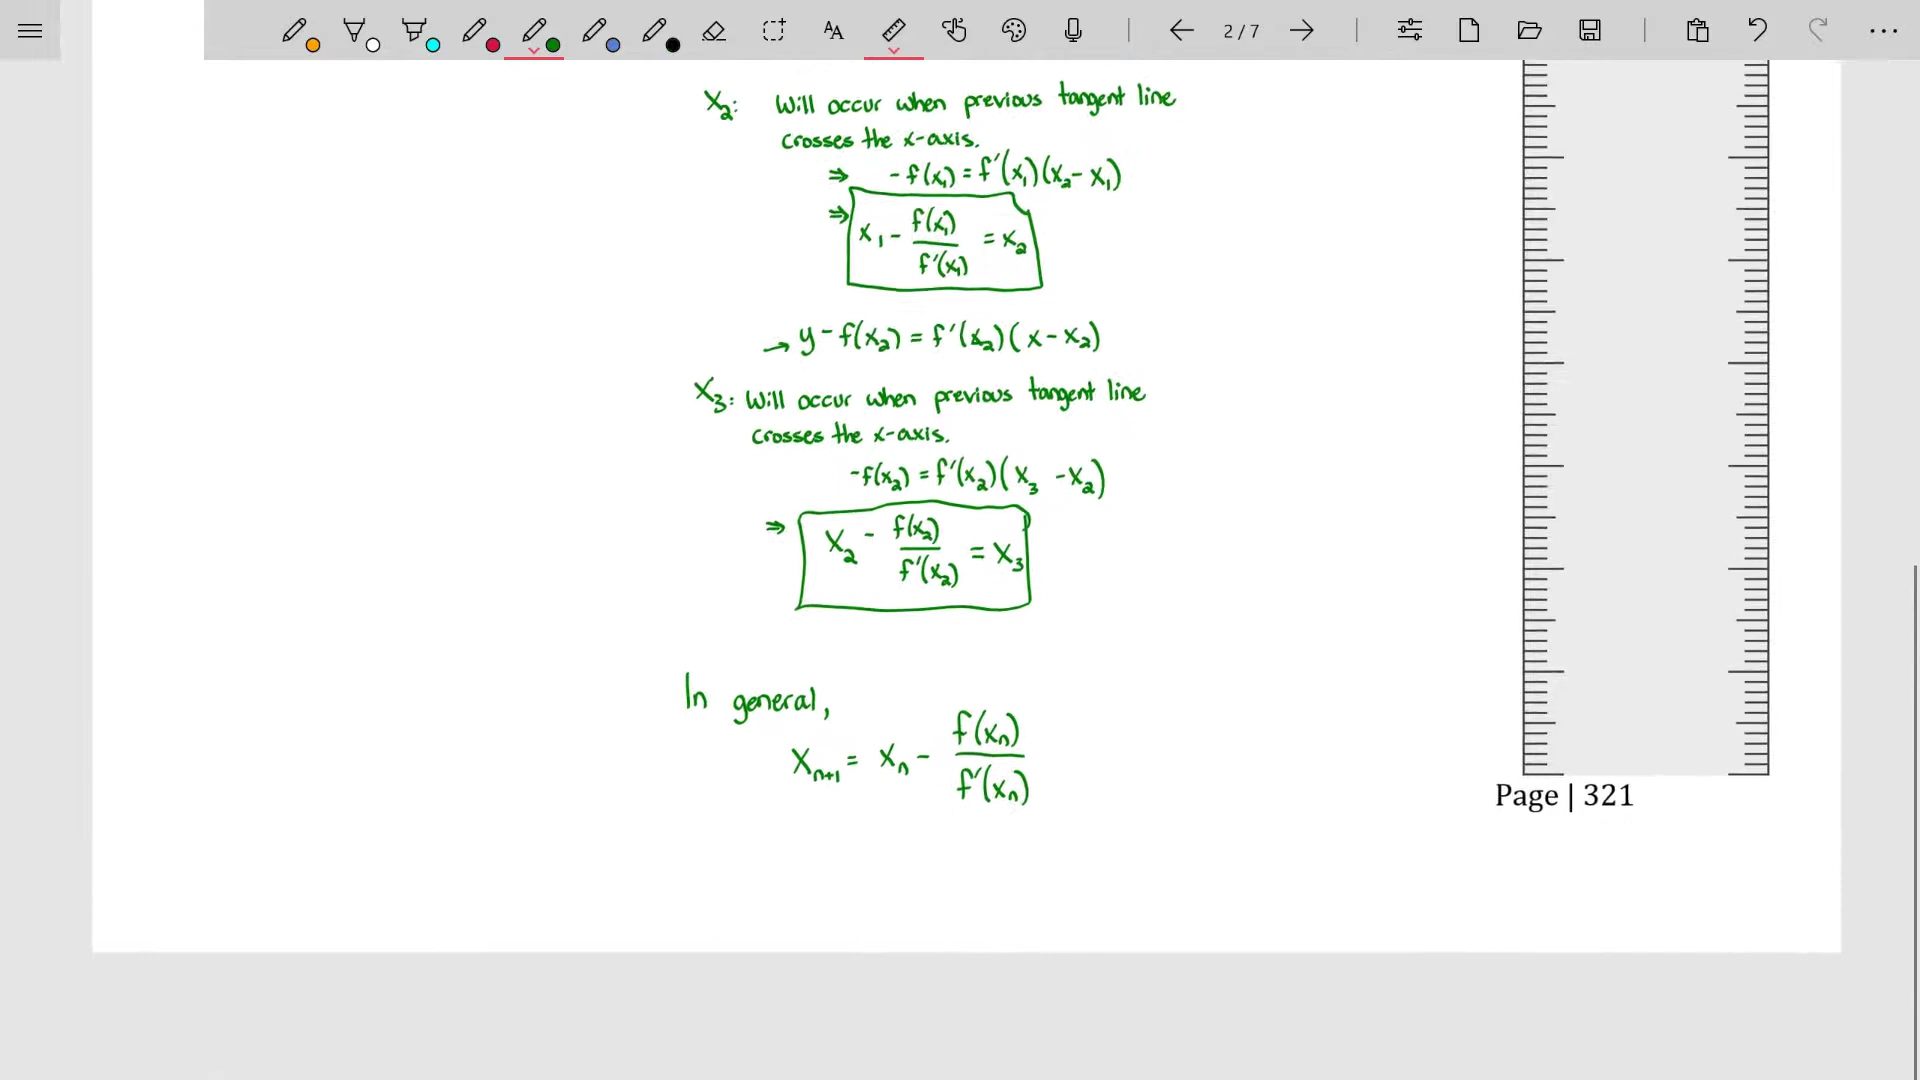 2 / 7
X₂: Will occur when previous tangent line
crosses the x-axis.
⇒ -f(x₁) = f'(x₁)(x₂ - x₁)
⇒ x₁ - f(x₁)/f'(x₁) = x₂
→ y - f(x₂) = f'(x₂)(x - x₂)
X₃: Will occur when previous tangent line
crosses the x-axis.
-f(x₂) = f'(x₂)(x₃ - x₂)
⇒ x₂ - f(x₂)/f'(x₂) = x₃
In general,
xₙ₊₁ = xₙ - f(xₙ)/f'(xₙ)
Page | 321